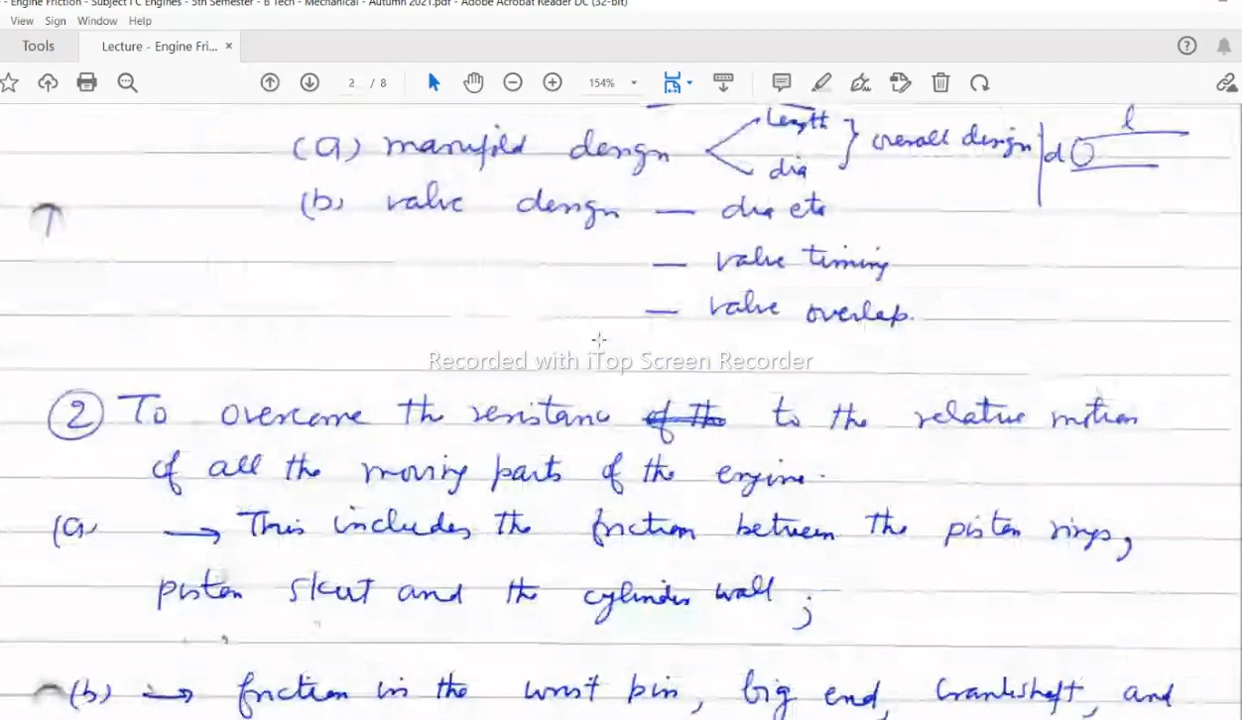 - Engine Friction - Subject I C Engines - 5th Semester - B Tech - Mechanical - Autumn 2021.pdf - Adobe Acrobat Reader DC (32-bit)
View Sign Window Help
Tools Lecture - Engine Fri... ×
2 / 8 154%
(a) manifold design length dia } overall design d l
(b) valve design — dia etc
— valve timing
— valve overlap.
Recorded with iTop Screen Recorder
② To overcome the resistance of the to the relative motion
of all the moving parts of the engine.
(a → This includes the friction between the piston rings,
piston skirt and the cylinder wall ;
(b) → friction in the wrist pin, big end, crankshaft, and